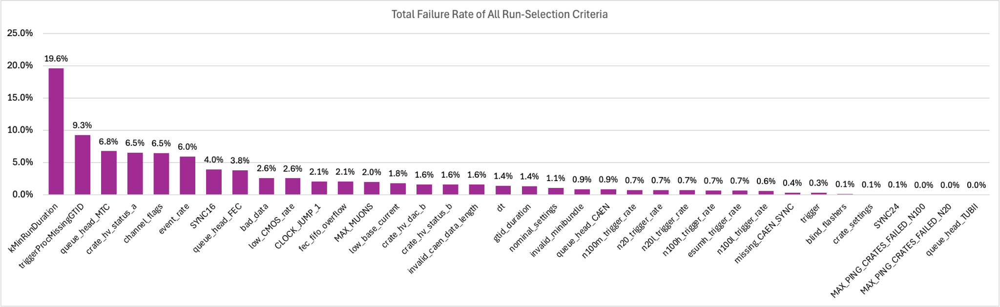 Total Failure Rate of All Run-Selection Criteria
25.0%
20.0%
15.0%
10.0%
5.0%
0.0%
19.6%
9.3%
6.8%
6.5%
6.5%
6.0%
4.0%
3.8%
2.6%
2.6%
2.1%
2.1%
2.0%
1.8%
1.6%
1.6%
1.6%
1.4%
1.4%
1.1%
0.9%
0.9%
0.7%
0.7%
0.7%
0.7%
0.7%
0.6%
0.4%
0.3%
0.1%
0.1%
0.1%
0.0%
0.0%
0.0%
kMinRunDuration
triggerProcMissingGTID
queue_head_MTC
crate_hv_status_a
channel_flags
event_rate
SYNC16
queue_head_FEC
bad_data
low_CMOS_rate
CLOCK_JUMP_1
fec_fifo_overflow
MAX_MUONS
low_base_current
crate_hv_dac_b
crate_hv_status_b
invalid_caen_data_length
dt
gtid_duration
nominal_settings
invalid_minibundle
queue_head_CAEN
n100m_trigger_rate
n20_trigger_rate
n20l_trigger_rate
n100h_trigger_rate
esumh_trigger_rate
n100l_trigger_rate
missing_CAEN_SYNC
trigger
blind_flashers
crate_settings
SYNC24
MAX_PING_CRATES_FAILED_N100
MAX_PING_CRATES_FAILED_N20
queue_head_TUBII